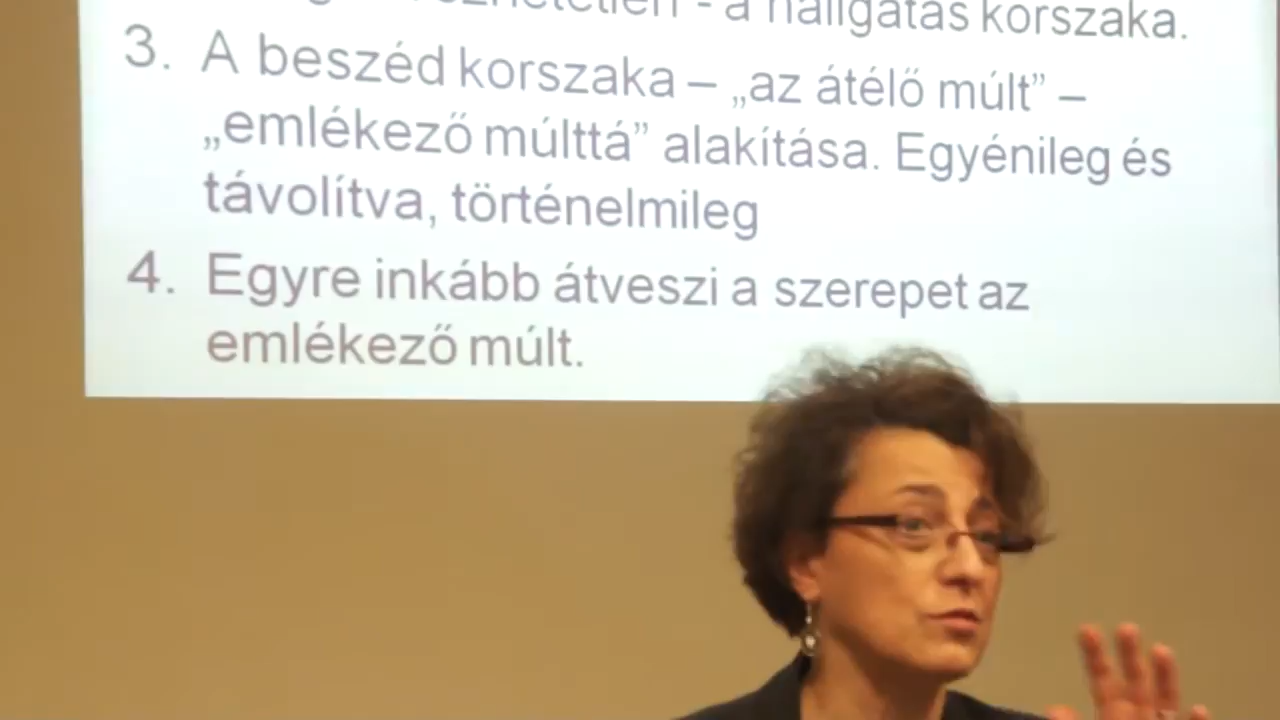 - a hallgatás korszaka.
3. A beszéd korszaka – „az átélő múlt” –
„emlékező múlttá” alakítása. Egyénileg és
távolítva, történelmileg
4. Egyre inkább átveszi a szerepet az
emlékező múlt.